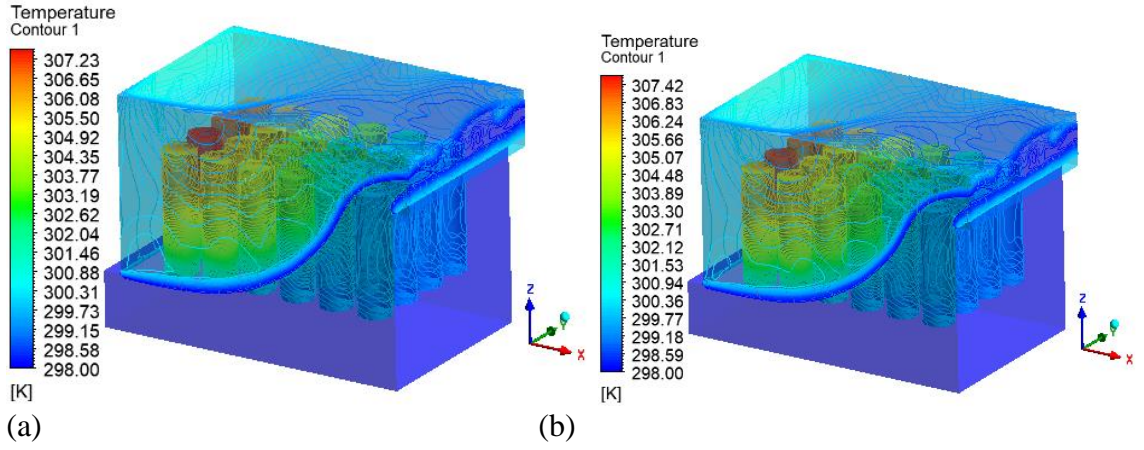 Temperature
Contour 1
307.23
306.65
306.08
305.50
304.92
304.35
303.77
303.19
302.62
302.04
301.46
300.88
300.31
299.73
299.15
298.58
298.00
[K]
Z
Y
X
(a)
Temperature
Contour 1
307.42
306.83
306.24
305.66
305.07
304.48
303.89
303.30
302.71
302.12
301.53
300.94
300.36
299.77
299.18
298.59
298.00
[K]
Z
Y
X
(b)